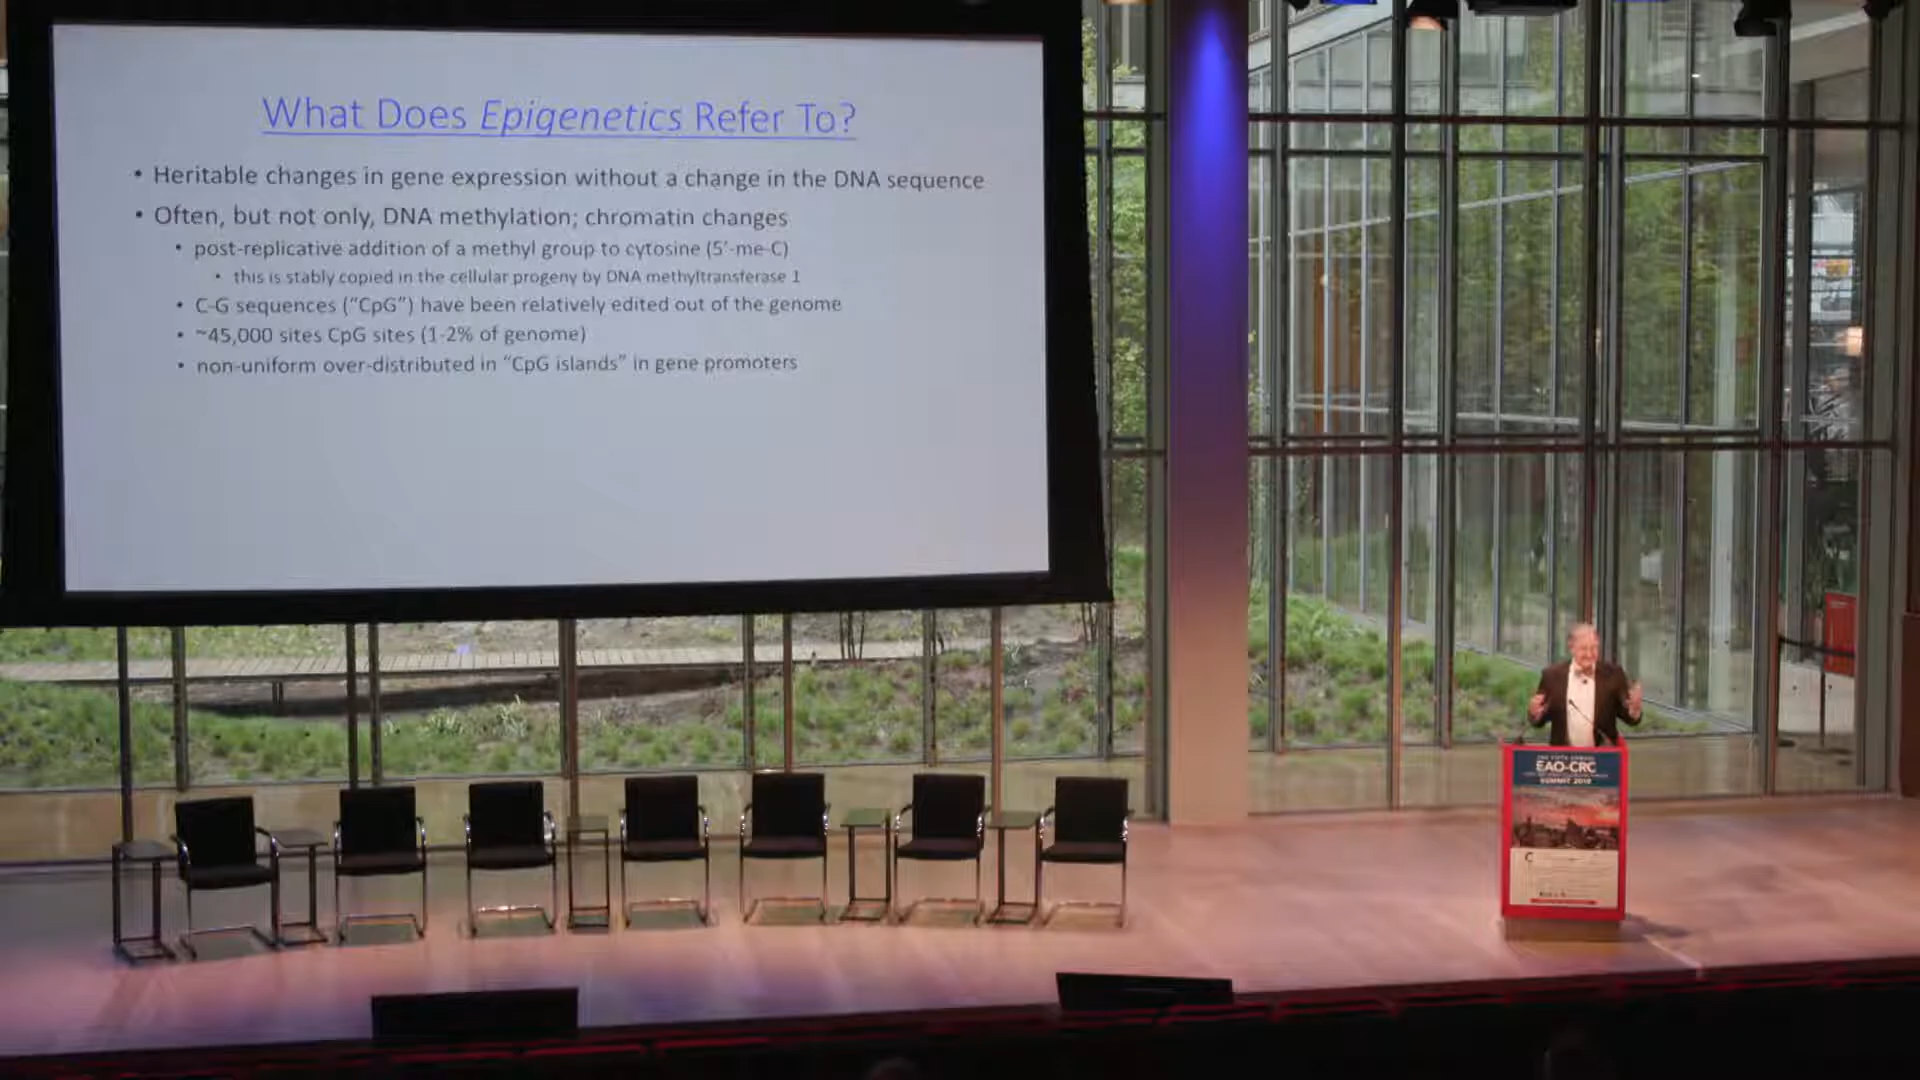 What Does Epigenetics Refer To?
• Heritable changes in gene expression without a change in the DNA sequence
• Often, but not only, DNA methylation; chromatin changes
• post-replicative addition of a methyl group to cytosine (5'-me-C)
• this is stably copied in the cellular progeny by DNA methyltransferase 1
• C-G sequences (“CpG”) have been relatively edited out of the genome
• ~45,000 sites CpG sites (1-2% of genome)
• non-uniform over-distributed in “CpG islands” in gene promoters
EAO-CRC